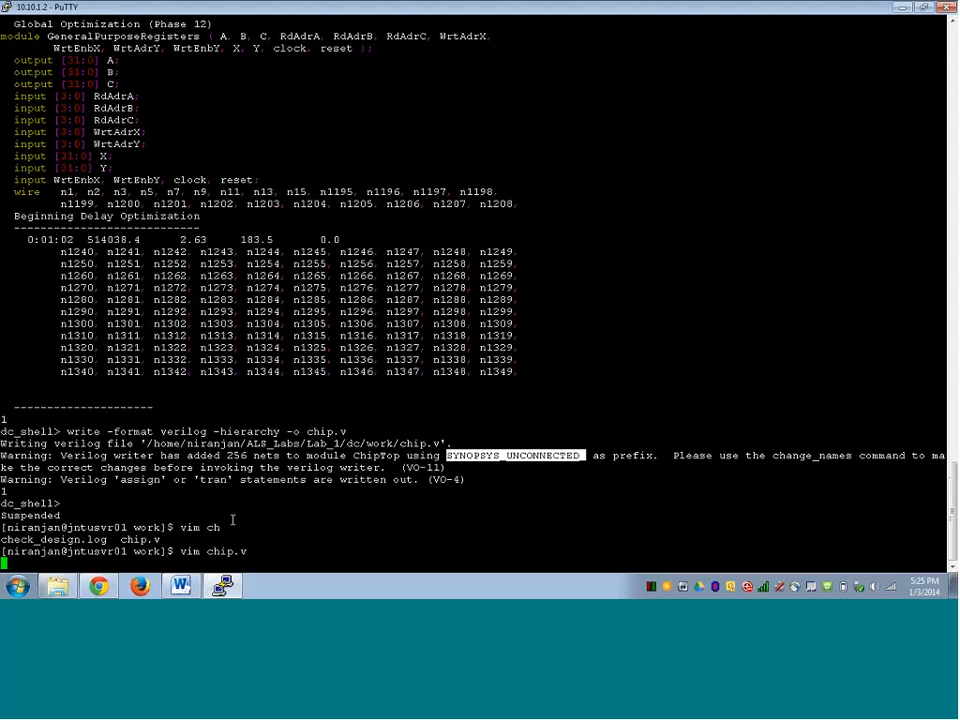 10.10.1.2 - PuTTY
Global Optimization (Phase 12)
module GeneralPurposeRegisters ( A, B, C, RdAdrA, RdAdrB, RdAdrC, WrtAdrX,
WrtEnbX, WrtAdrY, WrtEnbY, X, Y, clock, reset );
output [31:0] A;
output [31:0] B;
output [31:0] C;
input [3:0] RdAdrA;
input [3:0] RdAdrB;
input [3:0] RdAdrC;
input [3:0] WrtAdrX;
input [3:0] WrtAdrY;
input [31:0] X;
input [31:0] Y;
input WrtEnbX, WrtEnbY, clock, reset;
wire n1, n2, n3, n5, n7, n9, n11, n13, n15, n1195, n1196, n1197, n1198,
n1199, n1200, n1201, n1202, n1203, n1204, n1205, n1206, n1207, n1208,
Beginning Delay Optimization
----------------------------
0:01:02 514038.4 2.63 183.5 0.0
n1240, n1241, n1242, n1243, n1244, n1245, n1246, n1247, n1248, n1249,
n1250, n1251, n1252, n1253, n1254, n1255, n1256, n1257, n1258, n1259,
n1260, n1261, n1262, n1263, n1264, n1265, n1266, n1267, n1268, n1269,
n1270, n1271, n1272, n1273, n1274, n1275, n1276, n1277, n1278, n1279,
n1280, n1281, n1282, n1283, n1284, n1285, n1286, n1287, n1288, n1289,
n1290, n1291, n1292, n1293, n1294, n1295, n1296, n1297, n1298, n1299,
n1300, n1301, n1302, n1303, n1304, n1305, n1306, n1307, n1308, n1309,
n1310, n1311, n1312, n1313, n1314, n1315, n1316, n1317, n1318, n1319,
n1320, n1321, n1322, n1323, n1324, n1325, n1326, n1327, n1328, n1329,
n1330, n1331, n1332, n1333, n1334, n1335, n1336, n1337, n1338, n1339,
n1340, n1341, n1342, n1343, n1344, n1345, n1346, n1347, n1348, n1349,
---------------------
1
dc_shell> write -format verilog -hierarchy -o chip.v
Writing verilog file '/home/niranjan/ALS_Labs/Lab_1/dc/work/chip.v'.
Warning: Verilog writer has added 256 nets to module ChipTop using SYNOPSYS_UNCONNECTED_ as prefix. Please use the change_names command to ma
ke the correct changes before invoking the verilog writer. (VO-11)
Warning: Verilog 'assign' or 'tran' statements are written out. (VO-4)
1
dc_shell>
Suspended
[niranjan@jntusvr01 work]$ vim ch
check_design.log chip.v
[niranjan@jntusvr01 work]$ vim chip.v
5:25 PM
1/3/2014